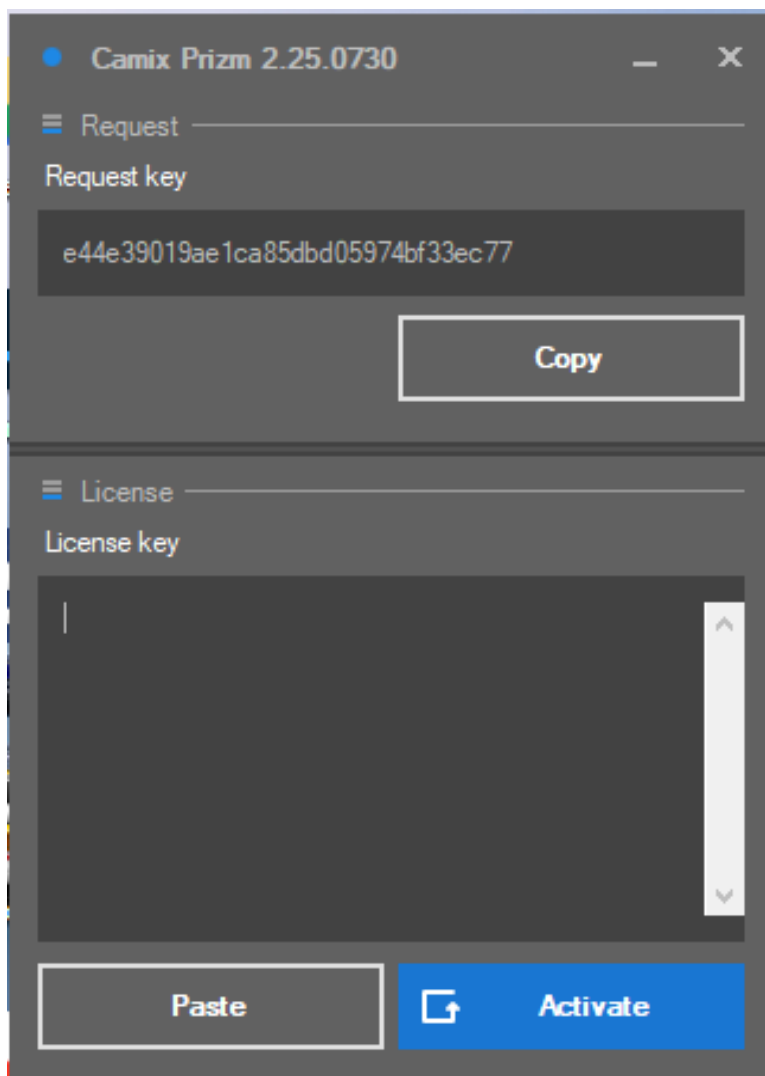 Camix Prizm 2.25.0730
Request
Request key
e44e39019ae1ca85dbd05974bf33ec77
Copy
License
License key
Paste
Activate